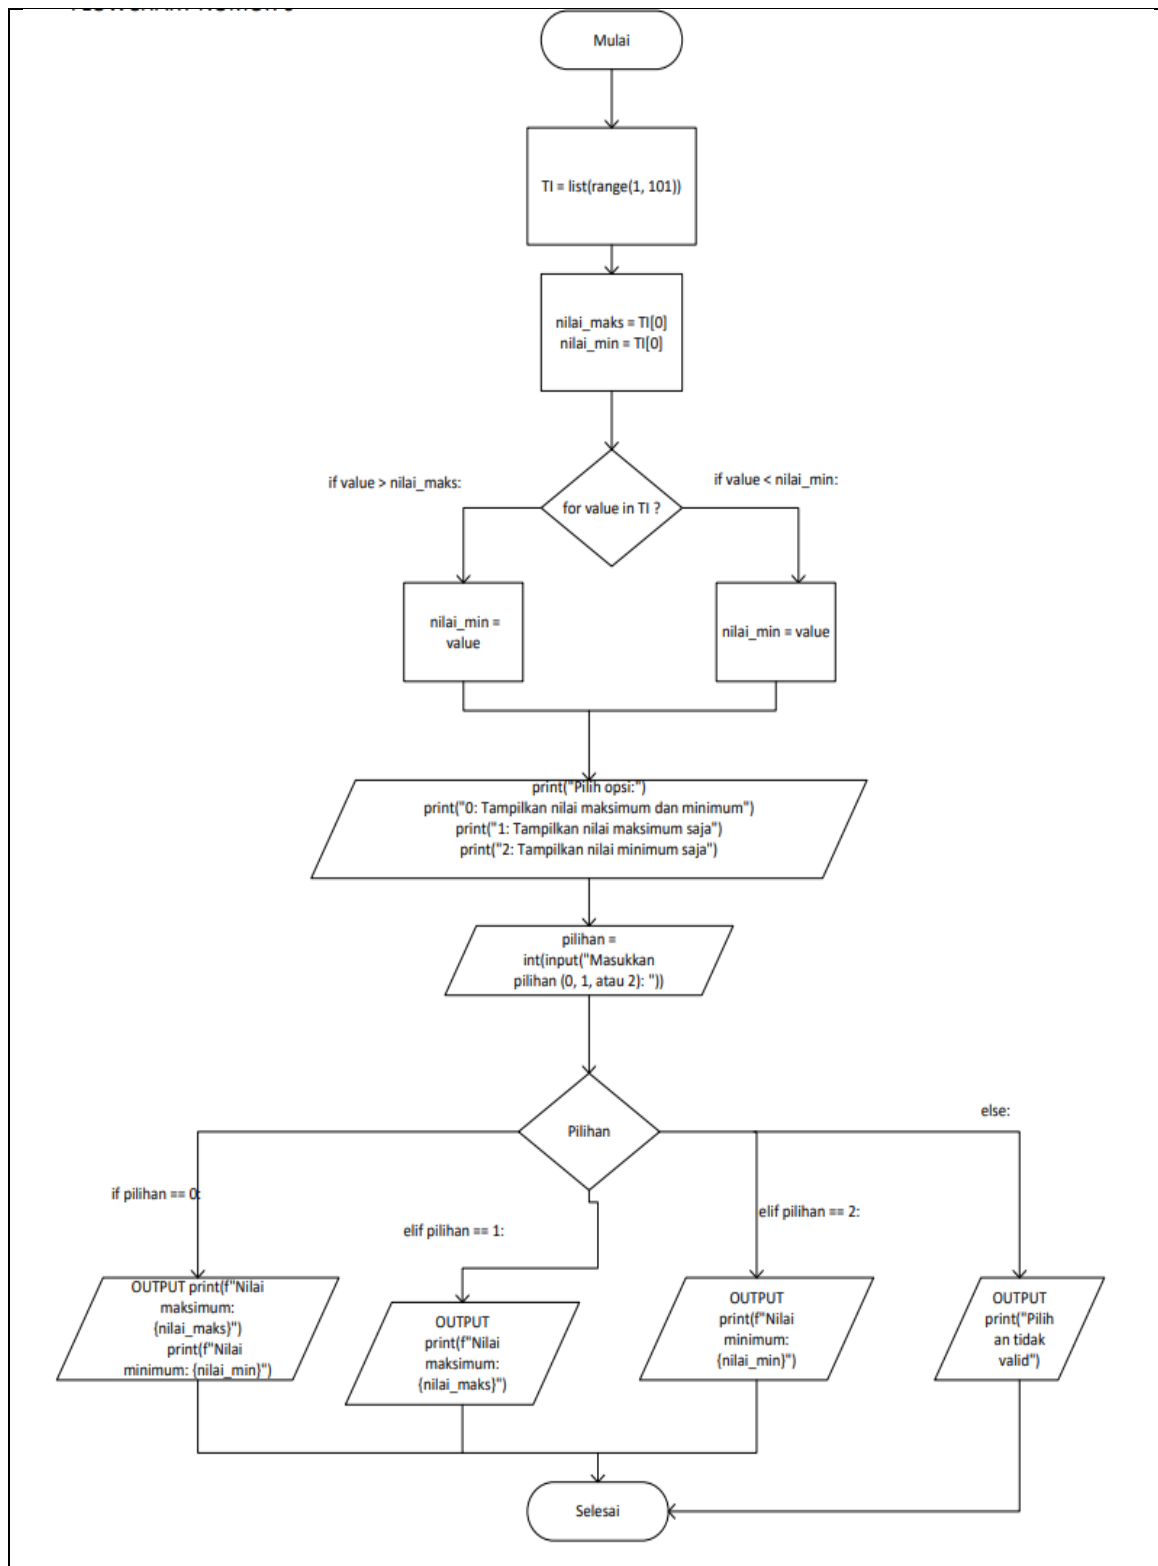 Mulai
TI = list(range(1, 101))
nilai_maks = TI[0]
nilai_min = TI[0]
if value > nilai_maks:
if value < nilai_min:
for value in TI ?
nilai_min =
value
nilai_min = value
print("Pilih opsi:")
print("0: Tampilkan nilai maksimum dan minimum")
print("1: Tampilkan nilai maksimum saja")
print("2: Tampilkan nilai minimum saja")
pilihan =
int(input("Masukkan
pilihan (0, 1, atau 2): "))
Pilihan
else:
if pilihan == 0:
elif pilihan == 1:
elif pilihan == 2:
OUTPUT print(f"Nilai
maksimum:
{nilai_maks}")
print(f"Nilai
minimum: {nilai_min}")
OUTPUT
print(f"Nilai
maksimum:
{nilai_maks}")
OUTPUT
print(f"Nilai
minimum:
{nilai_min}")
OUTPUT
print("Pilih
an tidak
valid")
Selesai